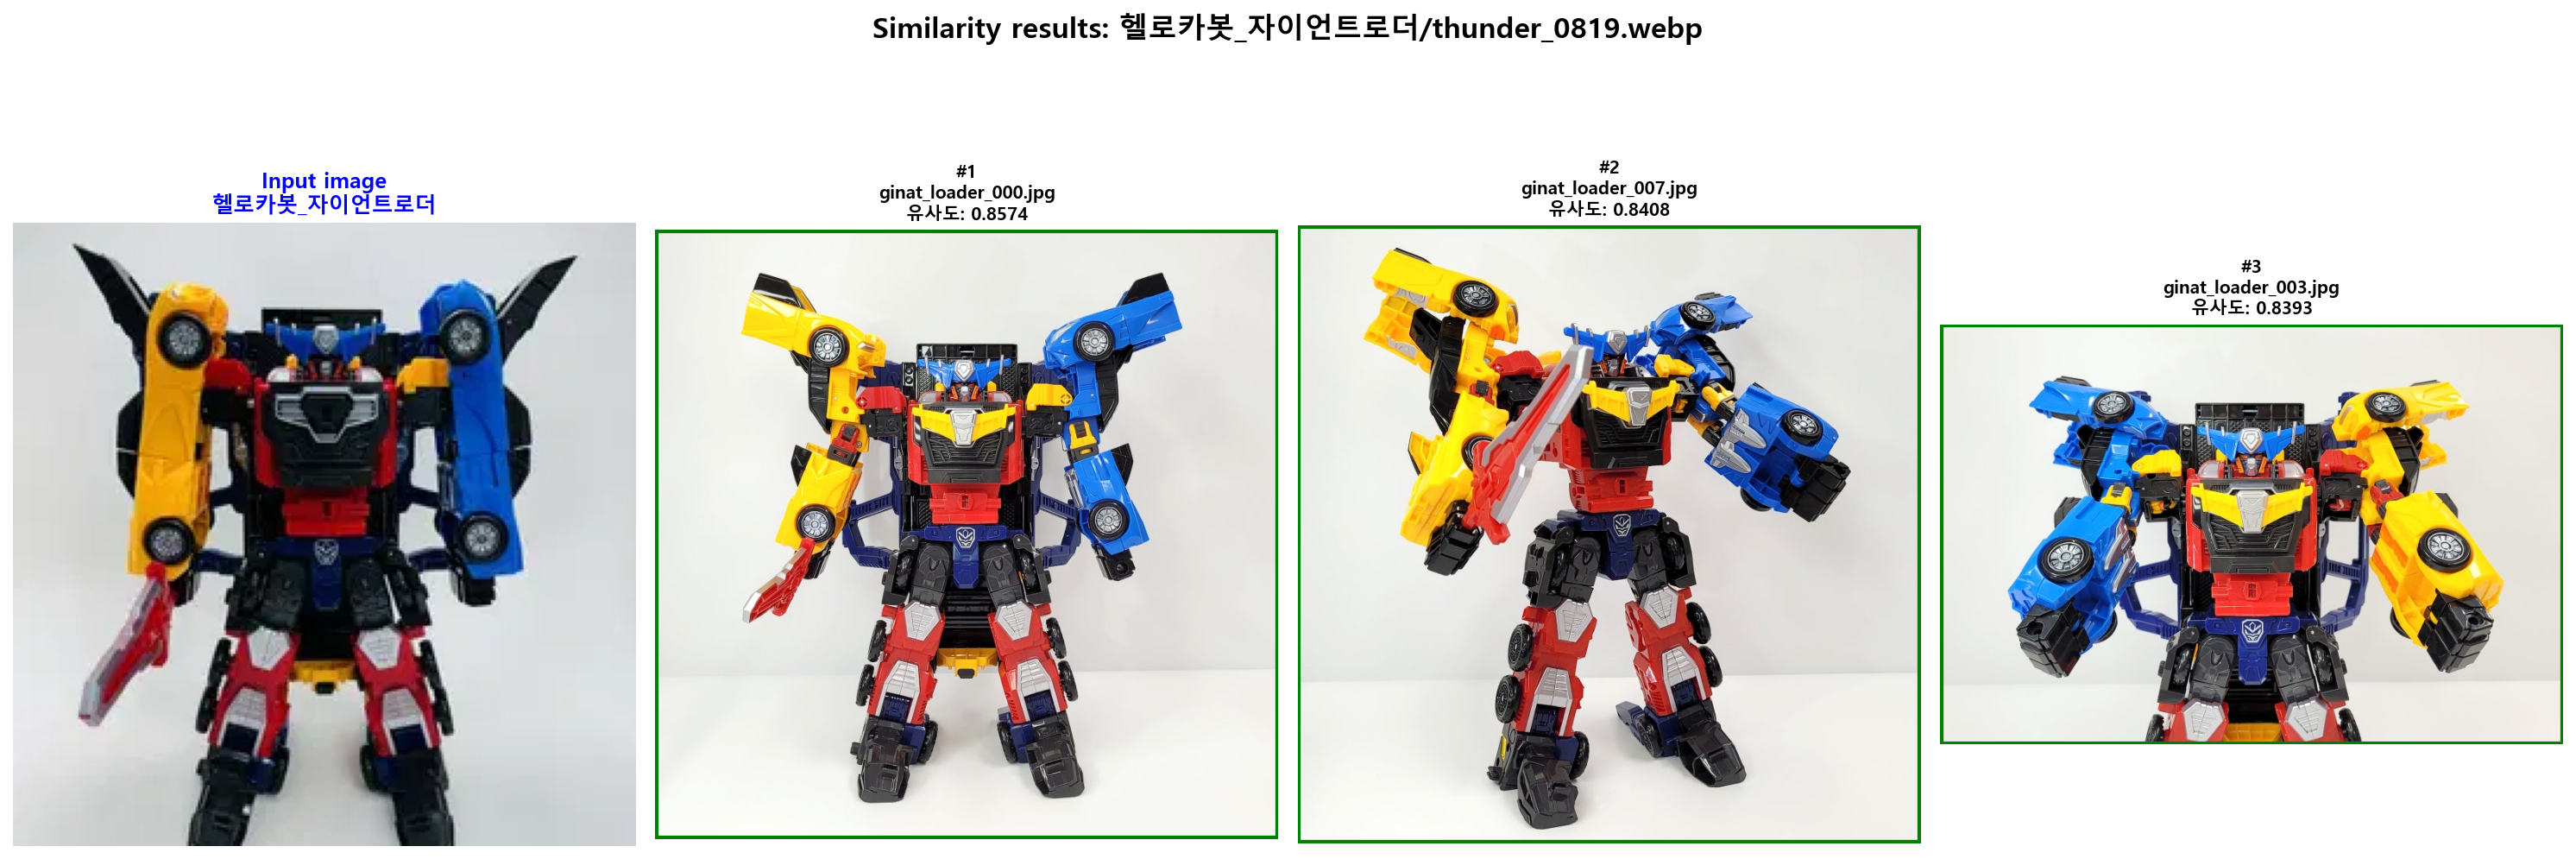 Similarity results: 헬로카봇_자이언트로더/thunder_0819.webp
Input image
헬로카봇_자이언트로더
#1
ginat_loader_000.jpg
유사도: 0.8574
#2
ginat_loader_007.jpg
유사도: 0.8408
#3
ginat_loader_003.jpg
유사도: 0.8393